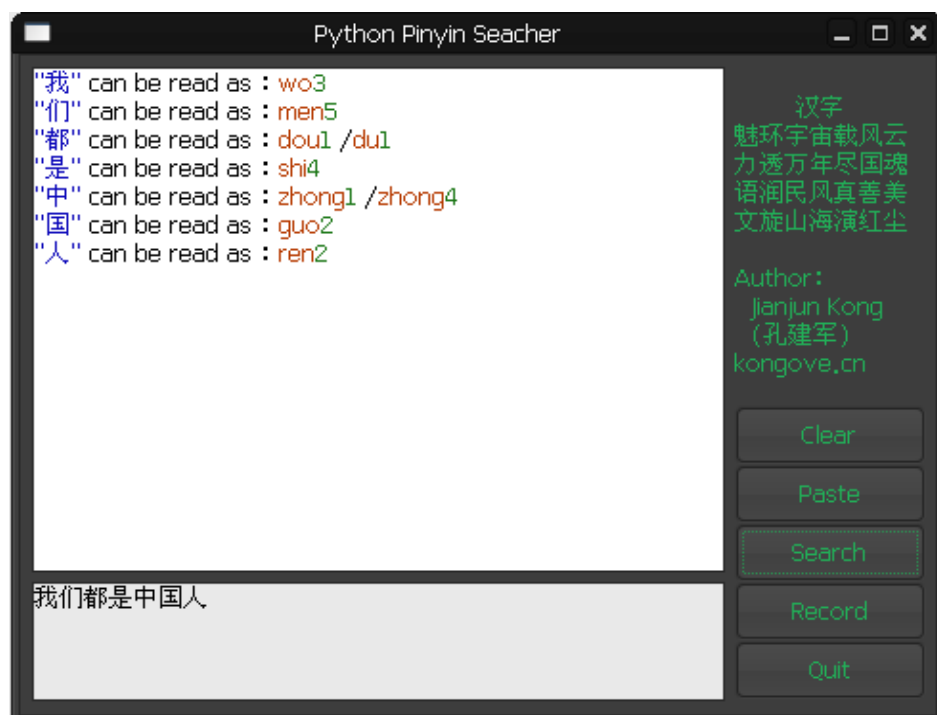 Python Pinyin Seacher
"我" can be read as : wo3
"们" can be read as : men5
"都" can be read as : dou1 /du1
"是" can be read as : shi4
"中" can be read as : zhong1 /zhong4
"国" can be read as : guo2
"人" can be read as : ren2
我们都是中国人
汉字
魅环宇宙载风云
力透万年尽国魂
语润民风真善美
文旋山海演红尘
Author:
Jianjun Kong
(孔建军)
kongove.cn
Clear
Paste
Search
Record
Quit